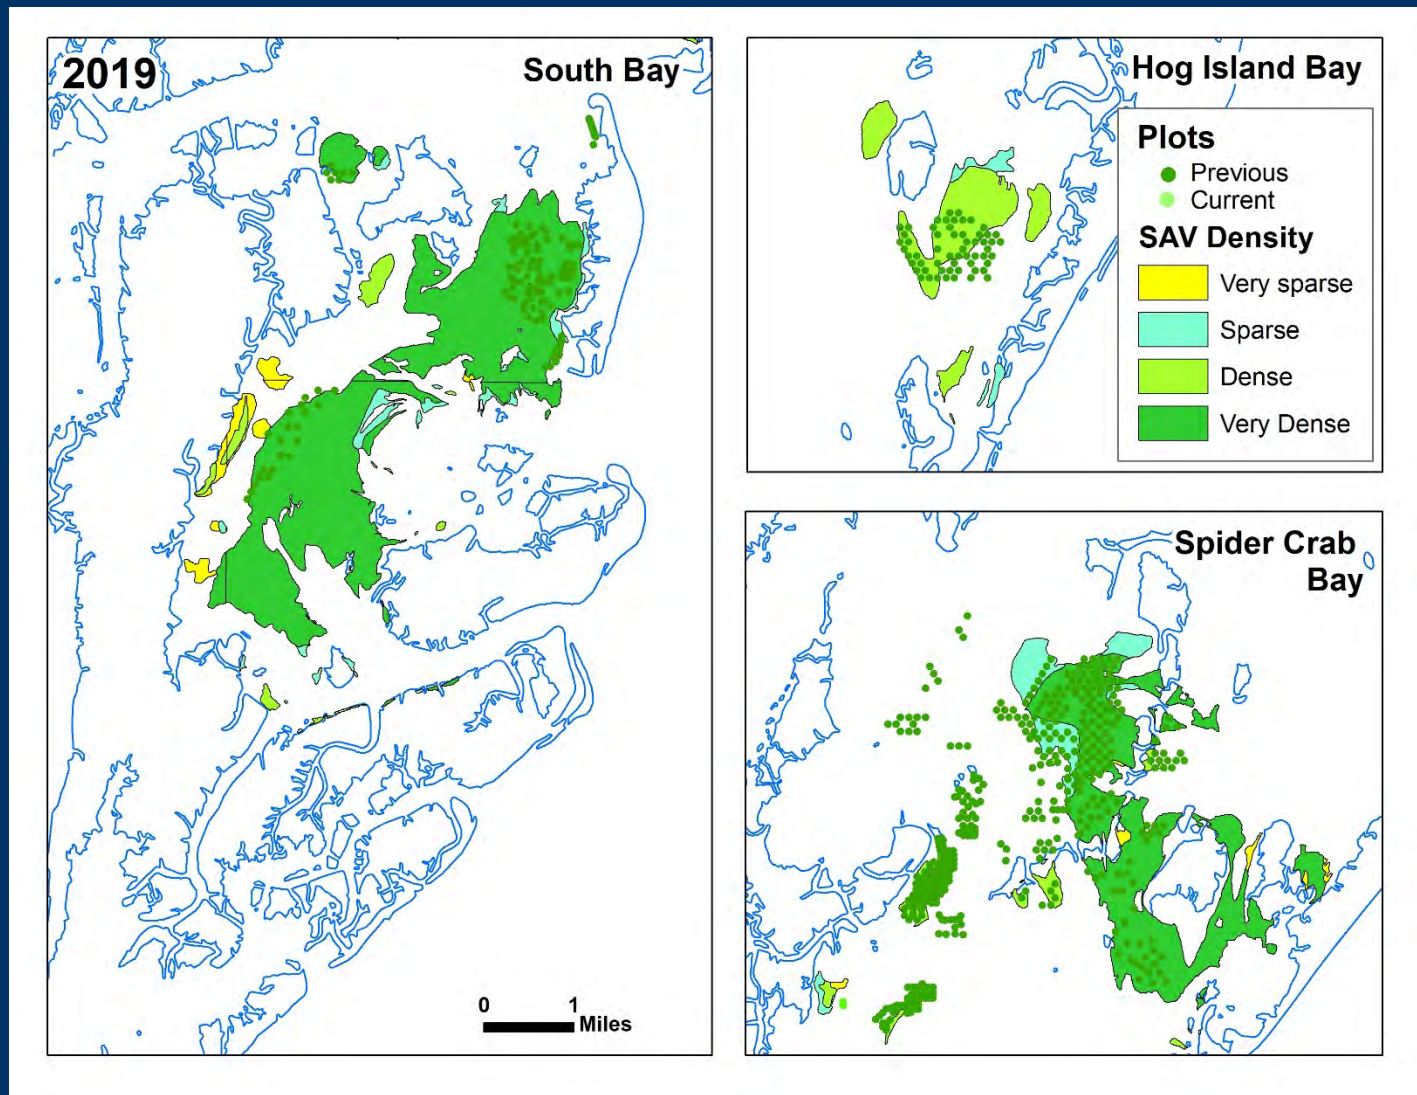 2019
South Bay
0 1
Miles
Hog Island Bay
Plots
Previous
Current
SAV Density
Very sparse
Sparse
Dense
Very Dense
Spider Crab
Bay